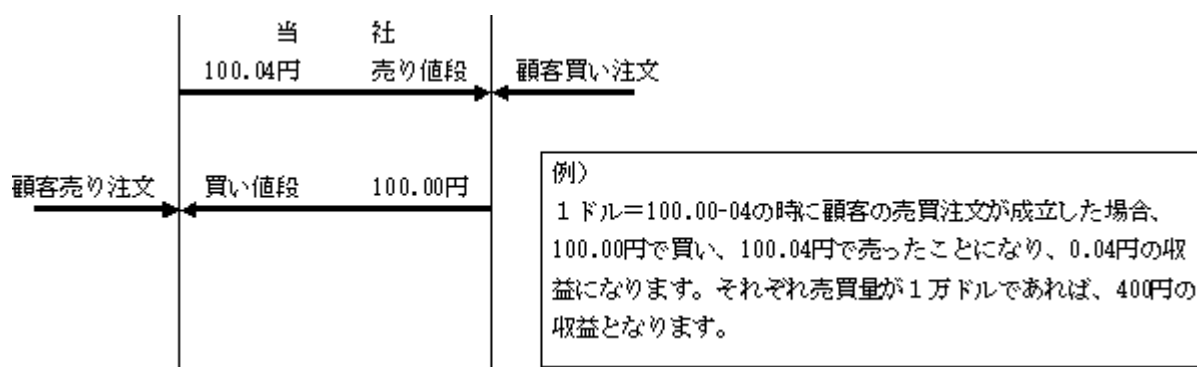 当 社
100.04円 売り値段 顧客買い注文
顧客売り注文 買い値段 100.00円
例）
１ドル＝100.00-04の時に顧客の売買注文が成立した場合、
100.00円で買い、100.04円で売ったことになり、0.04円の収
益になります。それぞれ売買量が１万ドルであれば、400円の
収益となります。